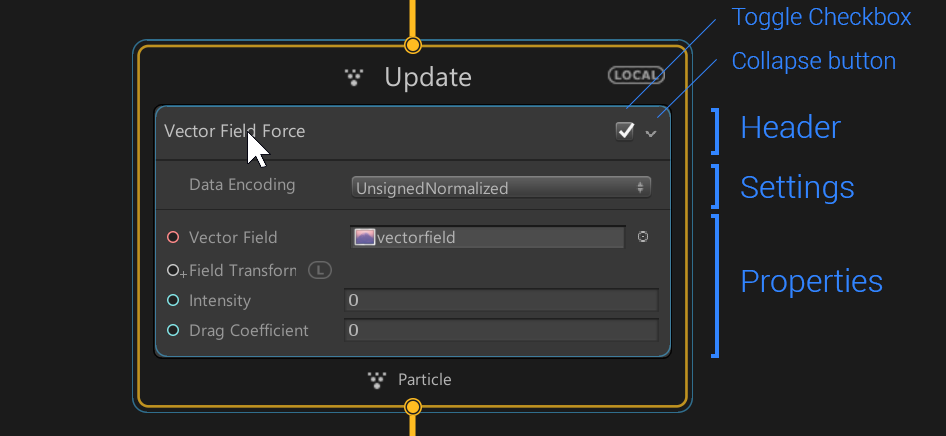 Toggle Checkbox
Update
LOCAL
Collapse button
Vector Field Force
Header
Data Encoding
UnsignedNormalized
Settings
Vector Field
vectorfield
Field Transform
L
Properties
Intensity
0
Drag Coefficient
0
Particle